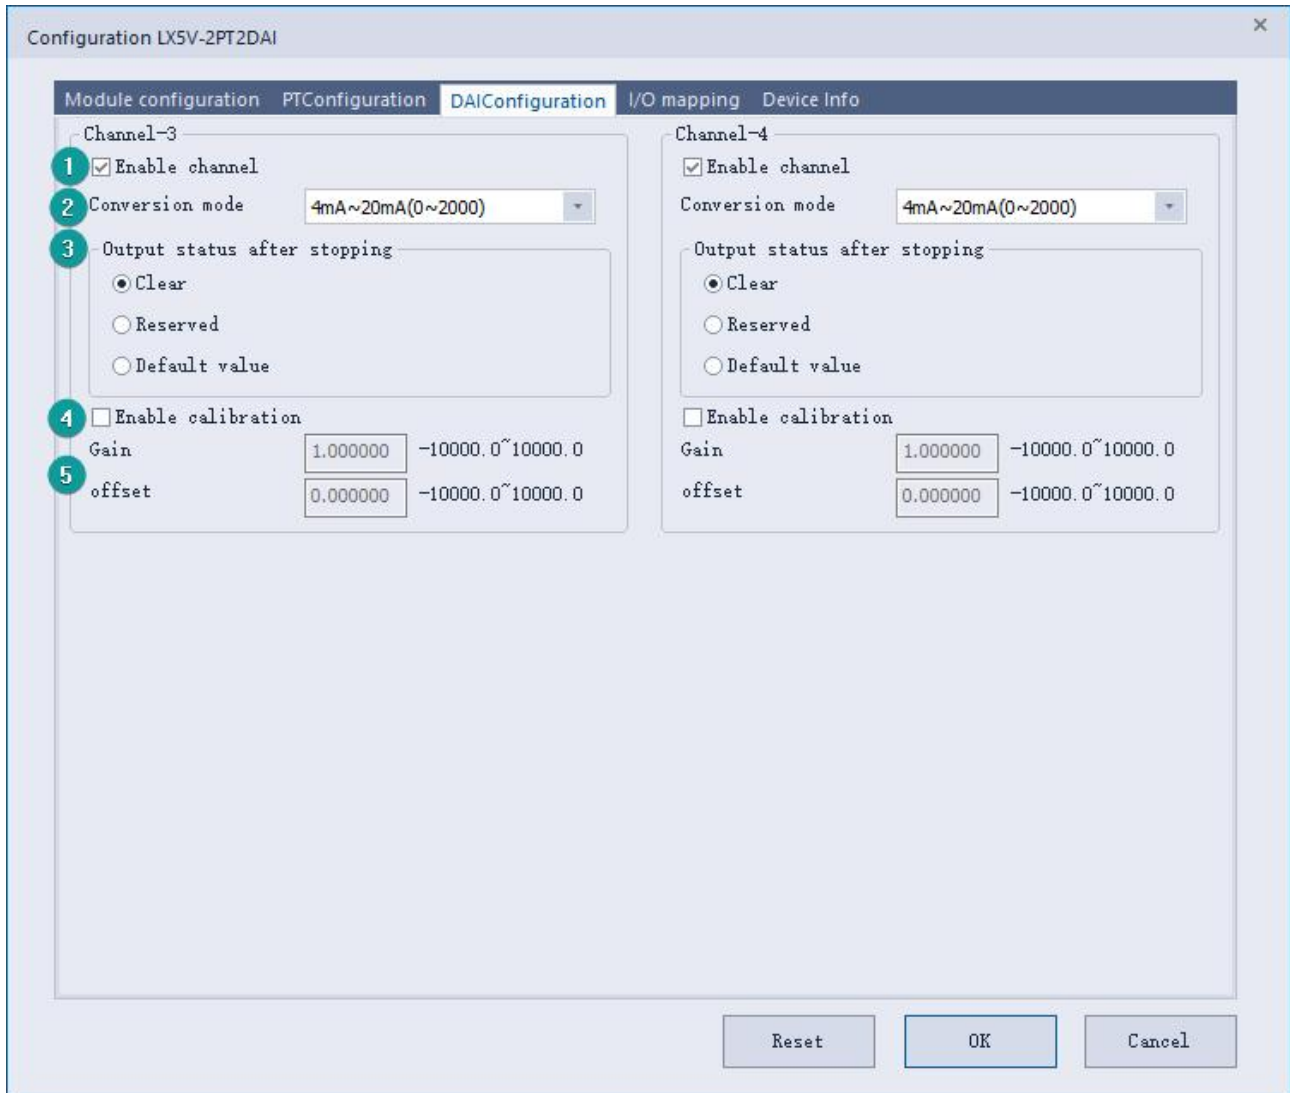 Configuration LX5V-2PT2DAI ×
Module configuration PTConfiguration DAIConfiguration I/O mapping Device Info
Channel-3
1 Enable channel
2 Conversion mode 4mA~20mA(0~2000)
3 Output status after stopping
Clear
Reserved
Default value
4 Enable calibration
Gain 1.000000 -10000.0~10000.0
5
offset 0.000000 -10000.0~10000.0
Channel-4
Enable channel
Conversion mode 4mA~20mA(0~2000)
Output status after stopping
Clear
Reserved
Default value
Enable calibration
Gain 1.000000 -10000.0~10000.0
offset 0.000000 -10000.0~10000.0
Reset OK Cancel